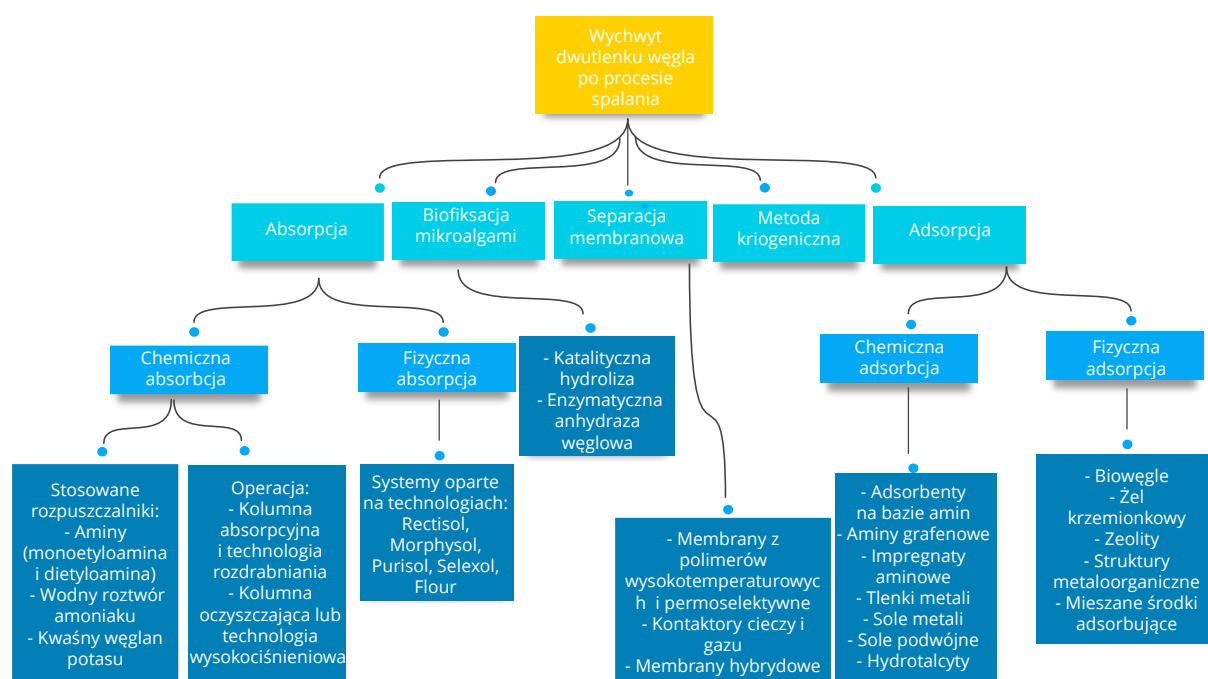 Wychwyt
dwutlenku węgla
po procesie
spalania
Absorpcja
Biofiksacja
mikroalgami
Separacja
membranowa
Metoda
kriogeniczna
Adsorpcja
Chemiczna
absorbcja
Fizyczna
absorpcja
- Katalityczna
hydroliza
- Enzymatyczna
anhydraza
węglowa
Chemiczna
adsorbcja
Fizyczna
adsorpcja
Stosowane
rozpuszczalniki:
- Aminy
(monoetyloamina
i dietyloamina)
- Wodny roztwór
amoniaku
- Kwaśny węglan
potasu
Operacja:
- Kolumna
absorpcyjna
i technologia
rozdrabniania
- Kolumna
oczyszczająca lub
technologia
wysokociśnieniowa
Systemy oparte
na technologiach:
Rectisol,
Morphysol,
Purisol, Selexol,
Flour
- Membrany z
polimerów
wysokotemperaturowyc
h i permoselektywne
- Kontaktory cieczy i
gazu
- Membrany hybrydowe
- Adsorbenty
na bazie amin
- Aminy grafenowe
- Impregnaty
aminowe
- Tlenki metali
- Sole metali
- Sole podwójne
- Hydrotalcyty
- Biowęgle
- Żel
krzemionkowy
- Zeolity
- Struktury
metaloorganiczne
- Mieszane środki
adsorbujące